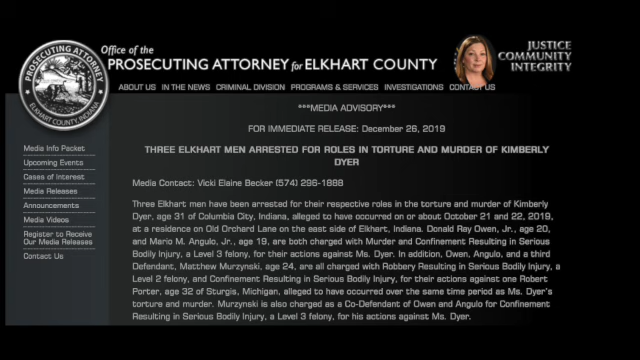 Office of the
PROSECUTING ATTORNEY for ELKHART COUNTY
JUSTICE
COMMUNITY
INTEGRITY
PROSECUTING ATTORNEY
ELKHART COUNTY, INDIANA
ABOUT US IN THE NEWS CRIMINAL DIVISION PROGRAMS & SERVICES INVESTIGATIONS CONTACT US
Media Info Packet
Upcoming Events
Cases of Interest
Media Releases
Announcements
Media Videos
Register to Receive
Our Media Releases
Contact Us
***MEDIA ADVISORY***
FOR IMMEDIATE RELEASE: December 26, 2019
THREE ELKHART MEN ARRESTED FOR ROLES IN TORTURE AND MURDER OF KIMBERLY
DYER
Media Contact: Vicki Elaine Becker (574) 296-1888
Three Elkhart men have been arrested for their respective roles in the torture and murder of Kimberly
Dyer, age 31 of Columbia City, Indiana, alleged to have occurred on or about October 21 and 22, 2019,
at a residence on Old Orchard Lane on the east side of Elkhart, Indiana. Donald Ray Owen, Jr., age 20,
and Mario M. Angulo, Jr., age 19, are both charged with Murder and Confinement Resulting in Serious
Bodily Injury, a Level 3 felony, for their actions against Ms. Dyer. In addition, Owen, Angulo, and a third
Defendant, Matthew Murzynski, age 24, are all charged with Robbery Resulting in Serious Bodily Injury, a
Level 2 felony, and Confinement Resulting in Serious Bodily Injury, for their actions against one Robert
Porter, age 32 of Sturgis, Michigan, alleged to have occurred over the same time period as Ms. Dyer's
torture and murder. Murzynski is also charged as a Co-Defendant of Owen and Angulo for Confinement
Resulting in Serious Bodily Injury, a Level 3 felony, for his actions against Ms. Dyer.